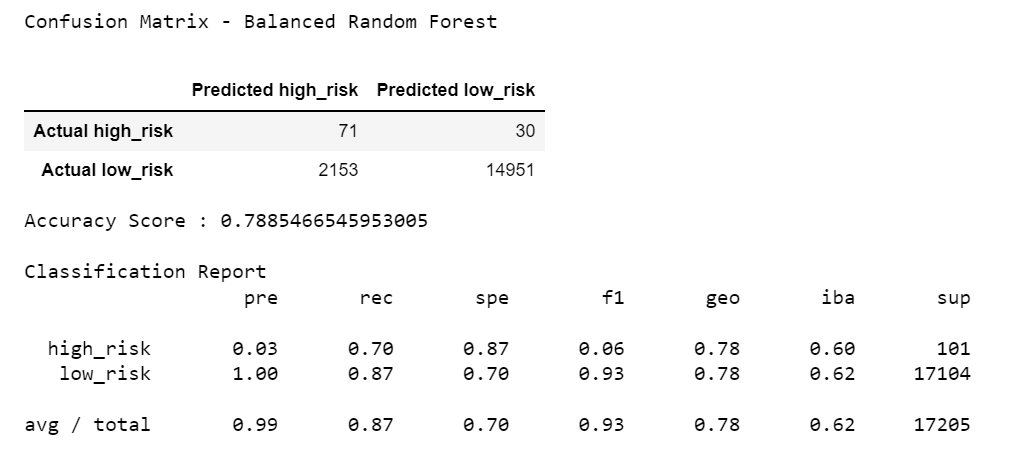 Confusion Matrix - Balanced Random Forest
Predicted high_risk Predicted low_risk
Actual high_risk 71 30
Actual low_risk 2153 14951
Accuracy Score : 0.7885466545953005
Classification Report
pre rec spe f1 geo iba sup
high_risk 0.03 0.70 0.87 0.06 0.78 0.60 101
low_risk 1.00 0.87 0.70 0.93 0.78 0.62 17104
avg / total 0.99 0.87 0.70 0.93 0.78 0.62 17205